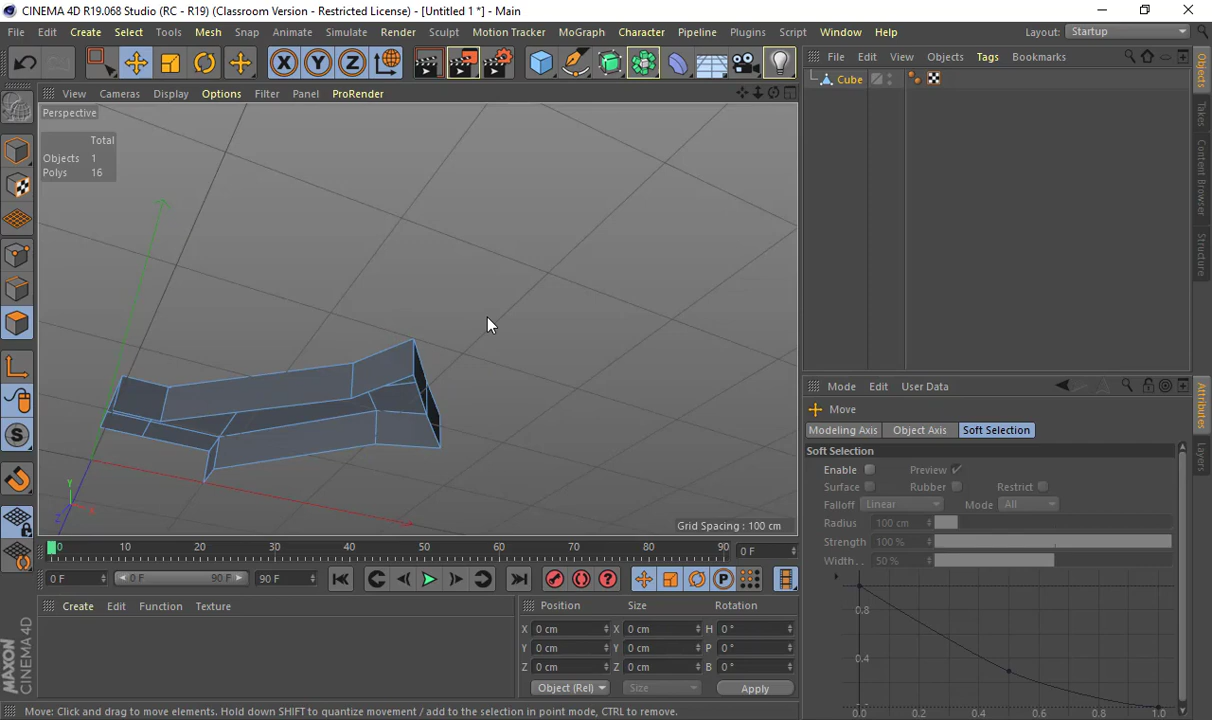 CINEMA 4D R19.068 Studio (RC - R19) (Classroom Version - Restricted License) - [Untitled 1 *] - Main
File Edit Create Select Tools Mesh Snap Animate Simulate Render Sculpt Motion Tracker MoGraph Character Pipeline Plugins Script Window Help Layout: Startup
X Y Z
File Edit View Objects Tags Bookmarks
Cube
View Cameras Display Options Filter Panel ProRender
Perspective
Total
Objects 1
Polys 16
Y
X
Z
Grid Spacing : 100 cm
Objects
Takes
Content Browser
Structure
Mode Edit User Data
Move
Modeling Axis Object Axis Soft Selection
Soft Selection
Enable Preview
Surface Rubber Restrict
Falloff Linear Mode All
Radius 100 cm
Strength 100 %
Width . . 50 %
0.8
0.4
0.0 0.2 0.4 0.6 0.8 1.0
Attributes
Layers
0 10 20 30 40 50 60 70 80 90 0 F
0 F 0 F 90 F 90 F
P
S
Create Edit Function Texture
Position Size Rotation
X 0 cm X 0 cm H 0 °
Y 0 cm Y 0 cm P 0 °
Z 0 cm Z 0 cm B 0 °
Object (Rel) Size Apply
MAXON CINEMA 4D
Move: Click and drag to move elements. Hold down SHIFT to quantize movement / add to the selection in point mode, CTRL to remove.